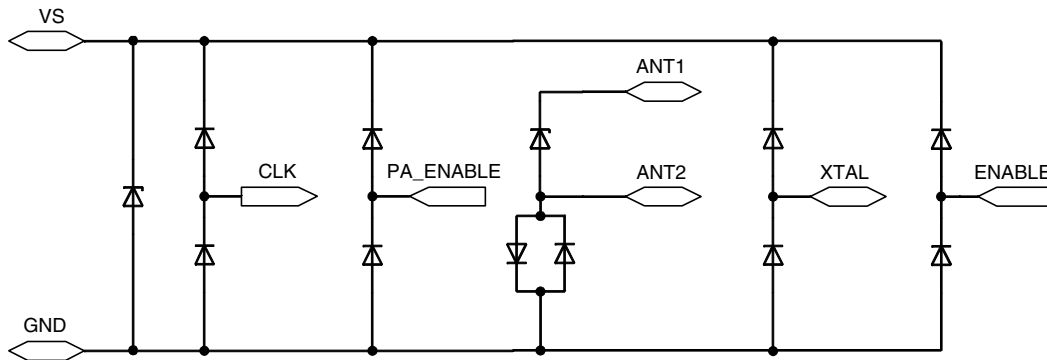 VS
ANT1
CLK
PA_ENABLE
ANT2
XTAL
ENABLE
GND